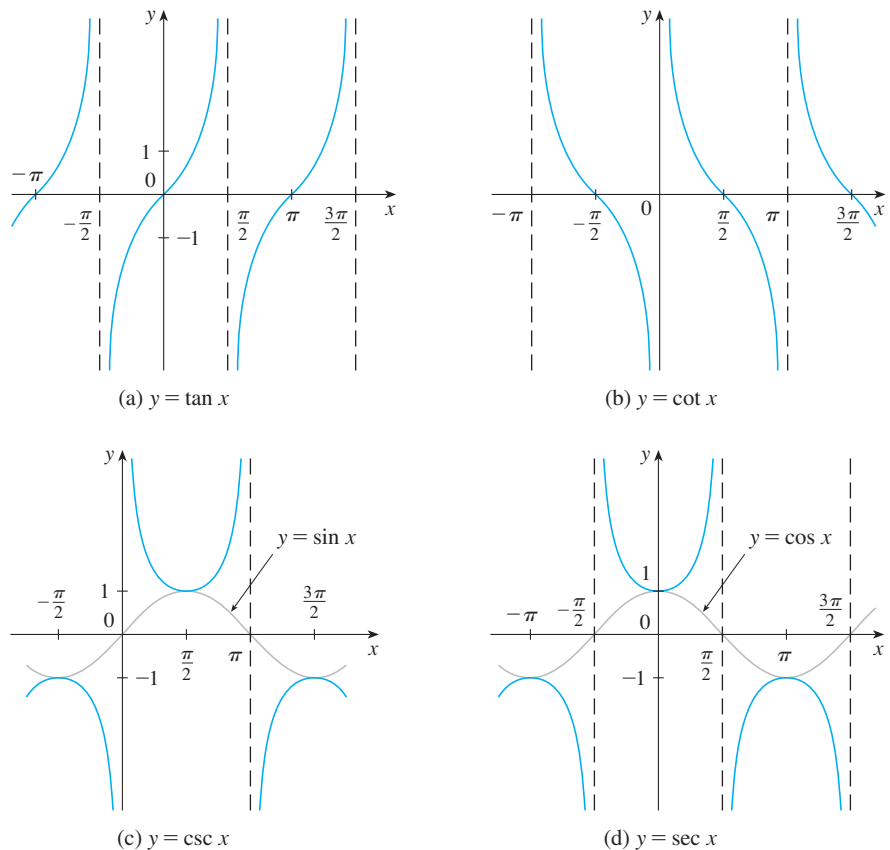 y
1
0
−π
−π/2
π/2
π
3π/2
x
−1
(a) y = tan x
y
0
−π
−π/2
π/2
π
3π/2
x
(b) y = cot x
y
y = sin x
−π/2
1
0
3π/2
π/2
π
x
−1
(c) y = csc x
y
y = cos x
1
−π
−π/2
0
3π/2
π/2
π
x
−1
(d) y = sec x